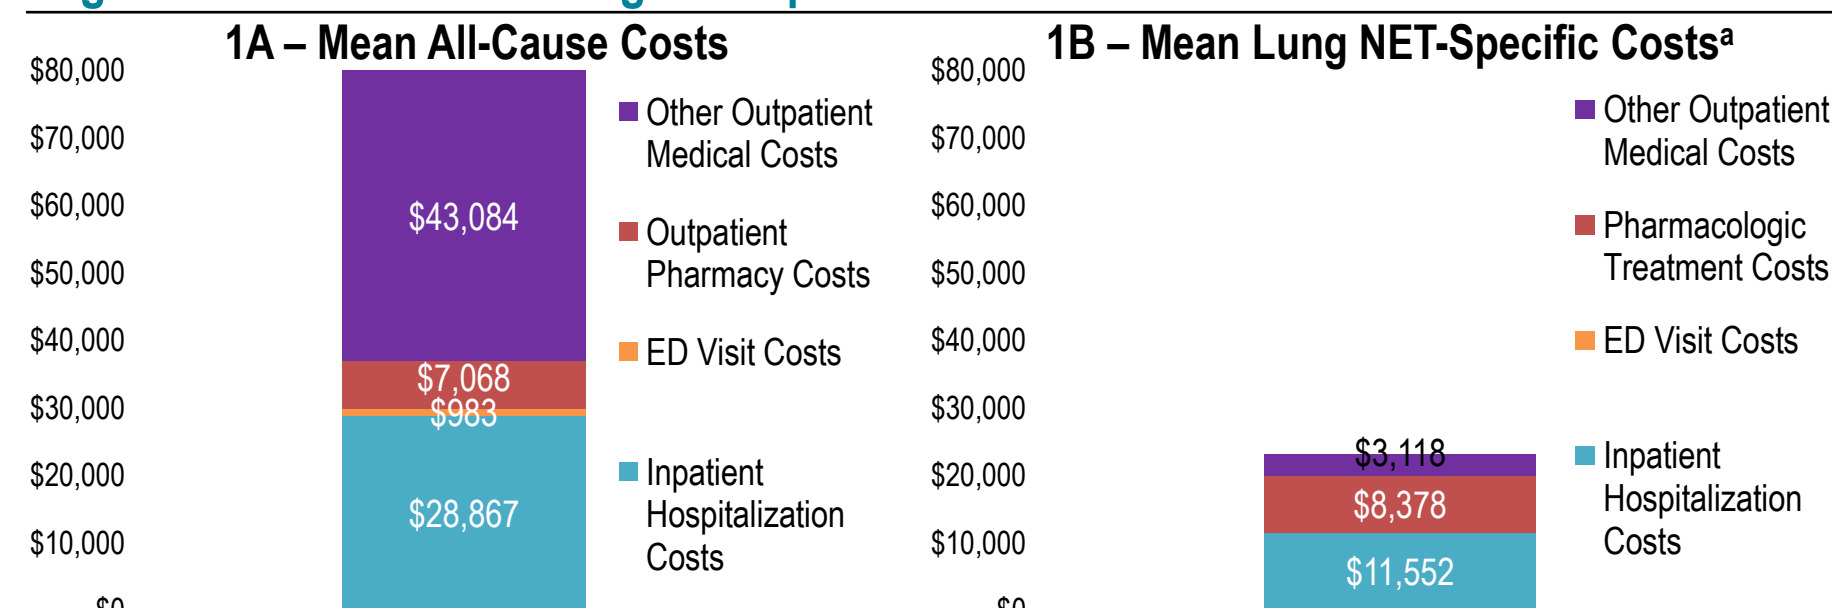 1A – Mean All-Cause Costs
$80,000
$70,000
$60,000
$50,000
$40,000
$30,000
$20,000
$10,000
$0
$43,084
$7,068
$983
$28,867
Other Outpatient
Medical Costs
Outpatient
Pharmacy Costs
ED Visit Costs
Inpatient
Hospitalization
Costs
1B – Mean Lung NET-Specific Costsᵃ
$80,000
$70,000
$60,000
$50,000
$40,000
$30,000
$20,000
$10,000
$0
$3,118
$8,378
$11,552
Other Outpatient
Medical Costs
Pharmacologic
Treatment Costs
ED Visit Costs
Inpatient
Hospitalization
Costs